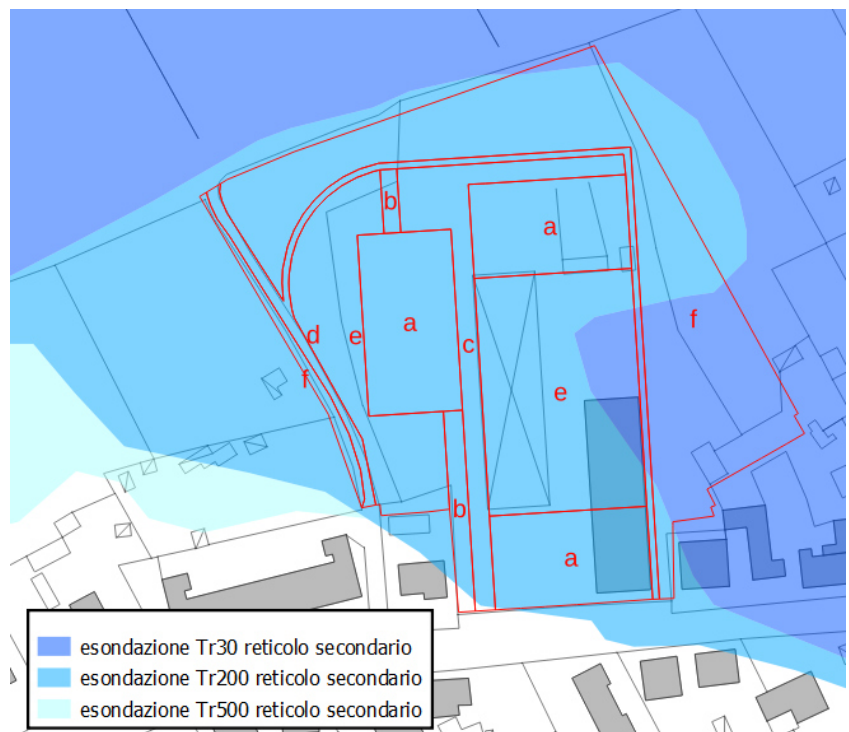 b
a
f
d
e
a
c
f
e
b
a
esondazione Tr30 reticolo secondario
esondazione Tr200 reticolo secondario
esondazione Tr500 reticolo secondario